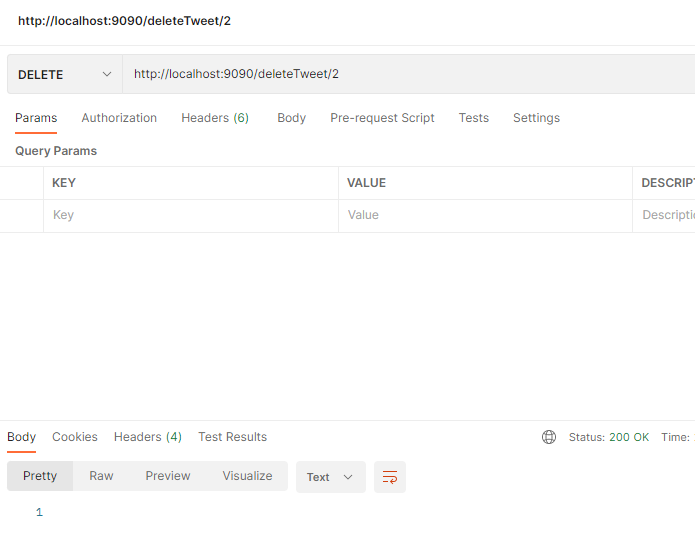 http://localhost:9090/deleteTweet/2
DELETE http://localhost:9090/deleteTweet/2
Params Authorization Headers (6) Body Pre-request Script Tests Settings
Query Params
KEY VALUE DESCRIPT
Key Value Descripti
Body Cookies Headers (4) Test Results Status: 200 OK Time:
Pretty Raw Preview Visualize Text
1